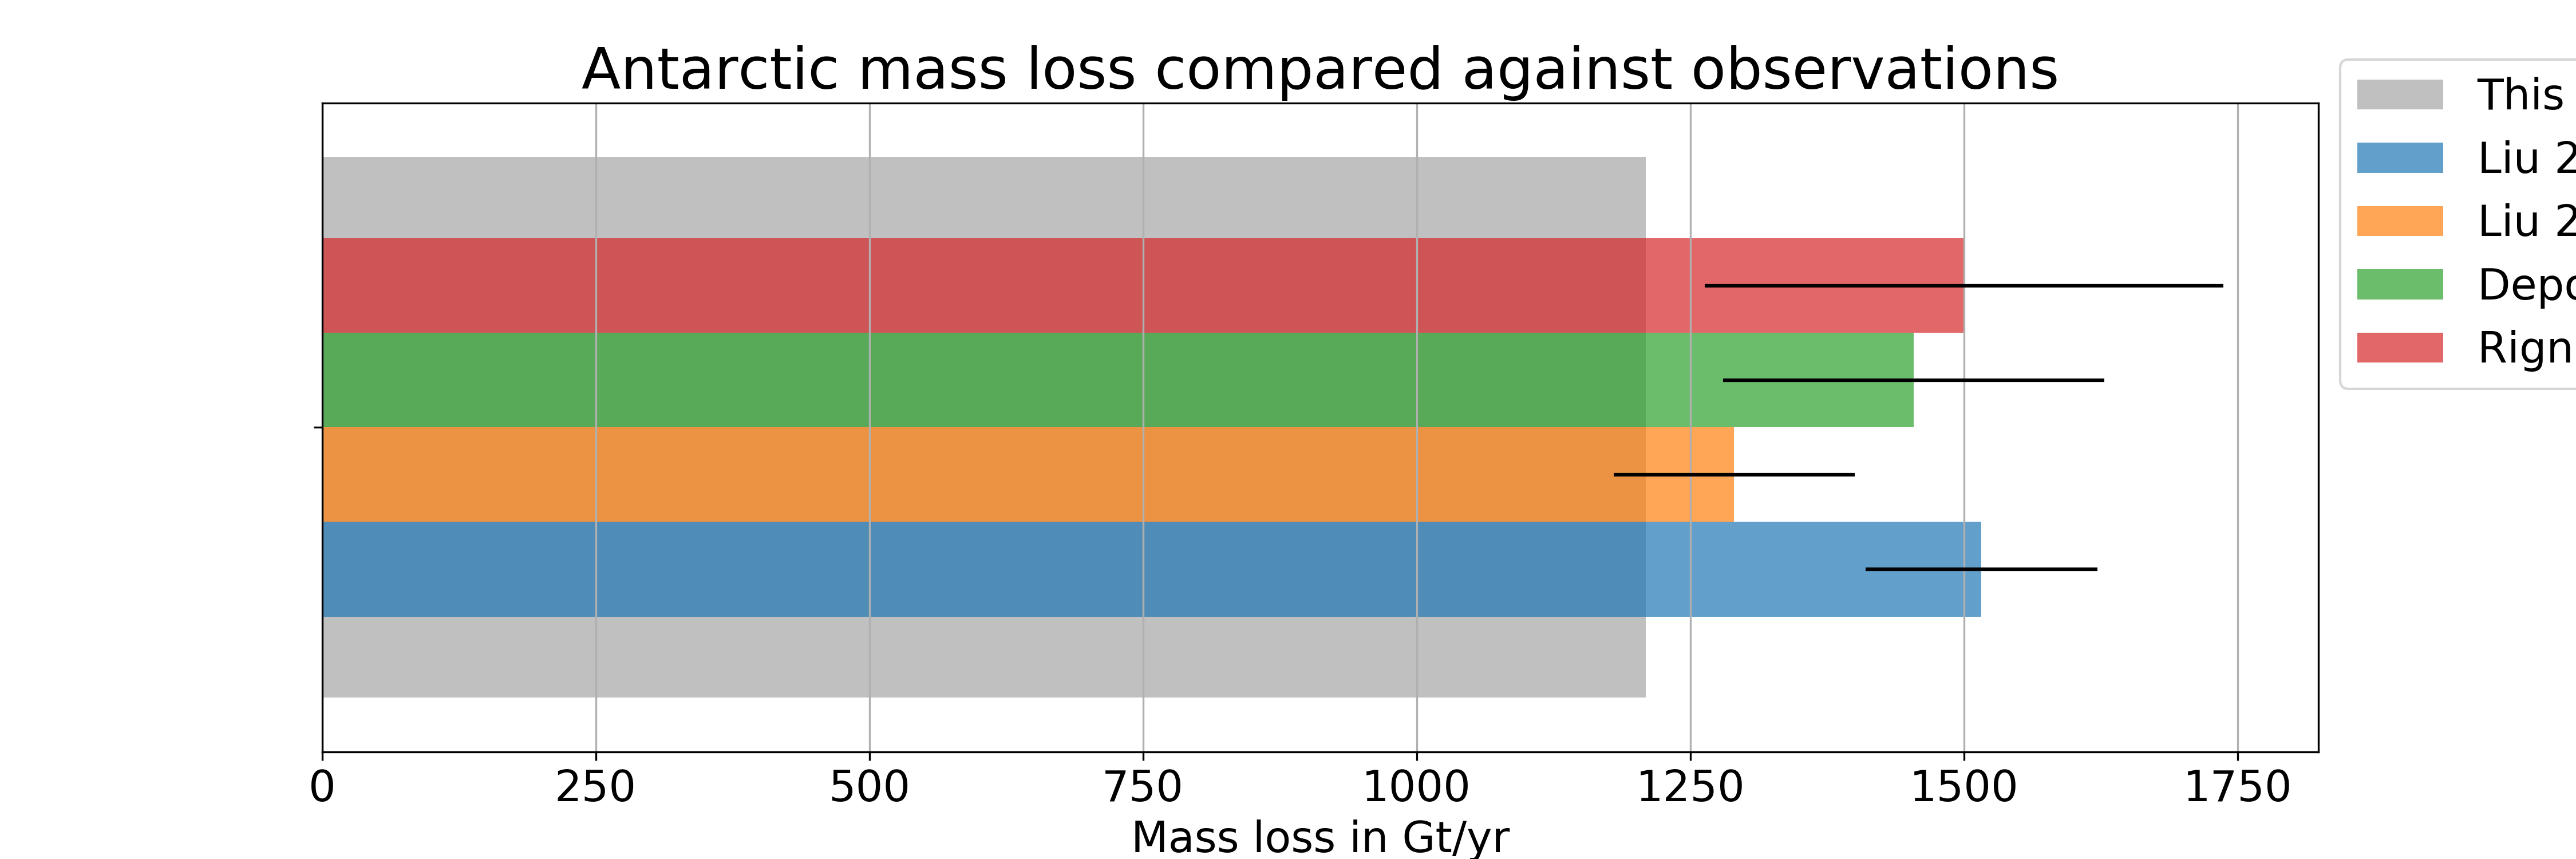 Antarctic mass loss compared against observations
This
Liu 2
Liu 2
Depo
Rign
0 250 500 750 1000 1250 1500 1750
Mass loss in Gt/yr